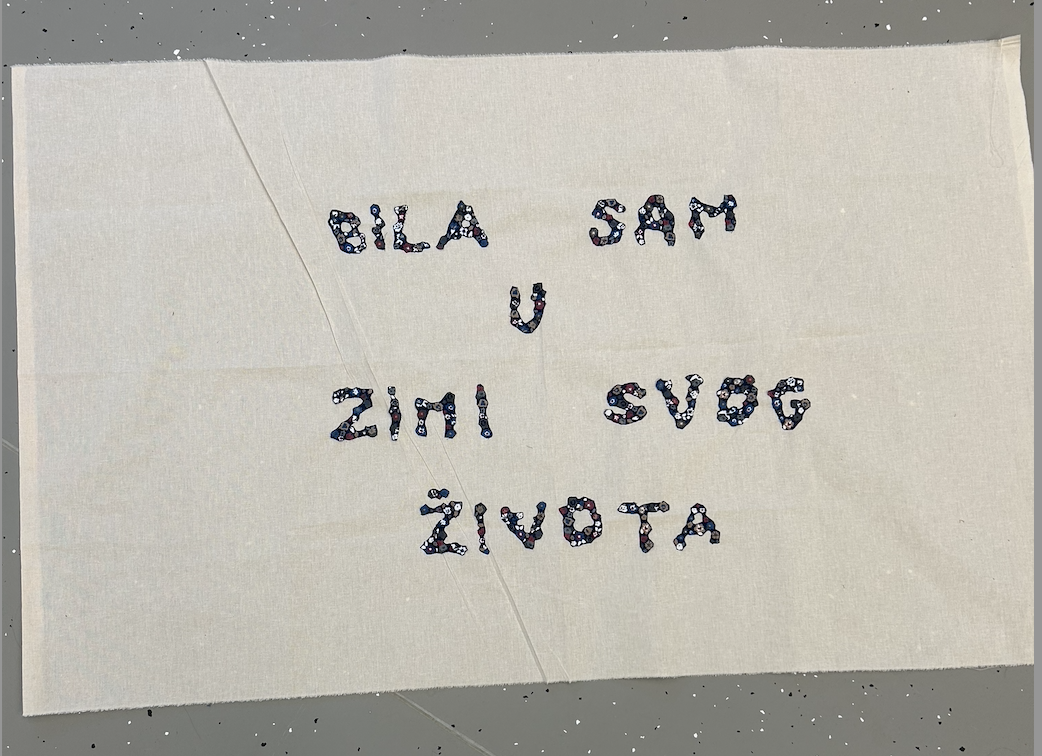 BILA SAM
U
ZIMI SVOG
ŽIVOTA